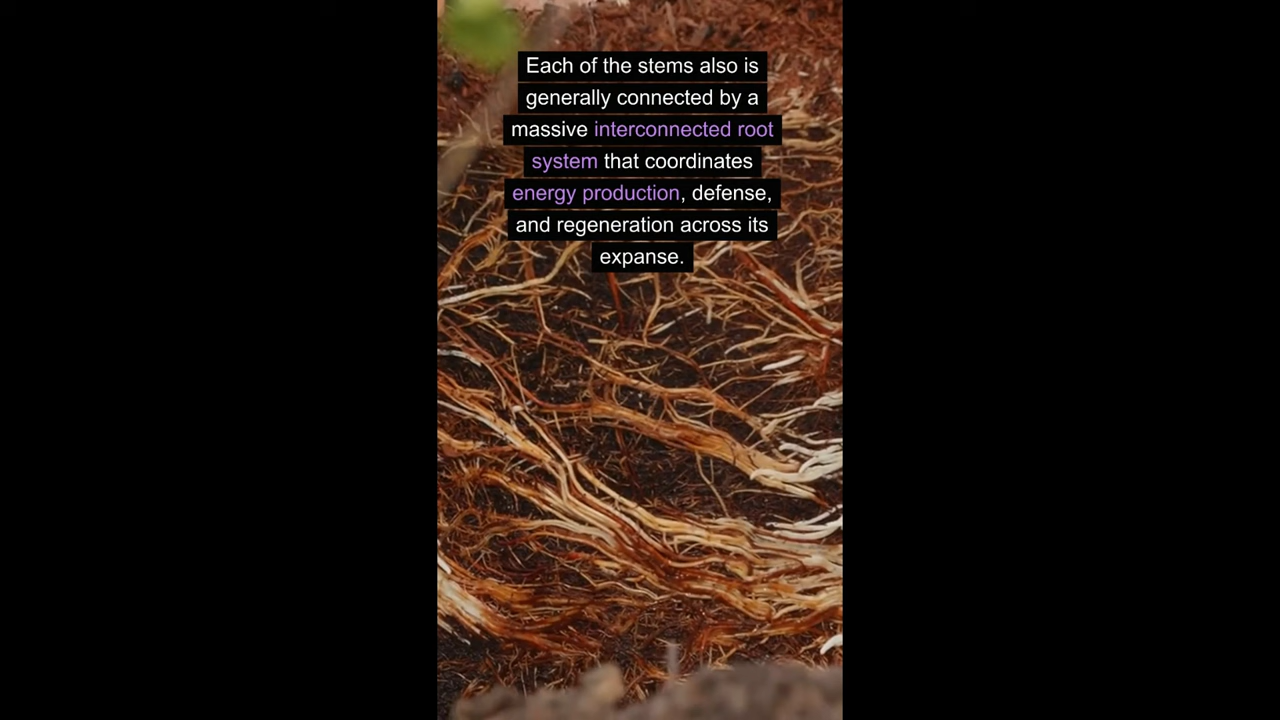 Each of the stems also is
generally connected by a
massive interconnected root
system that coordinates
energy production, defense,
and regeneration across its
expanse.